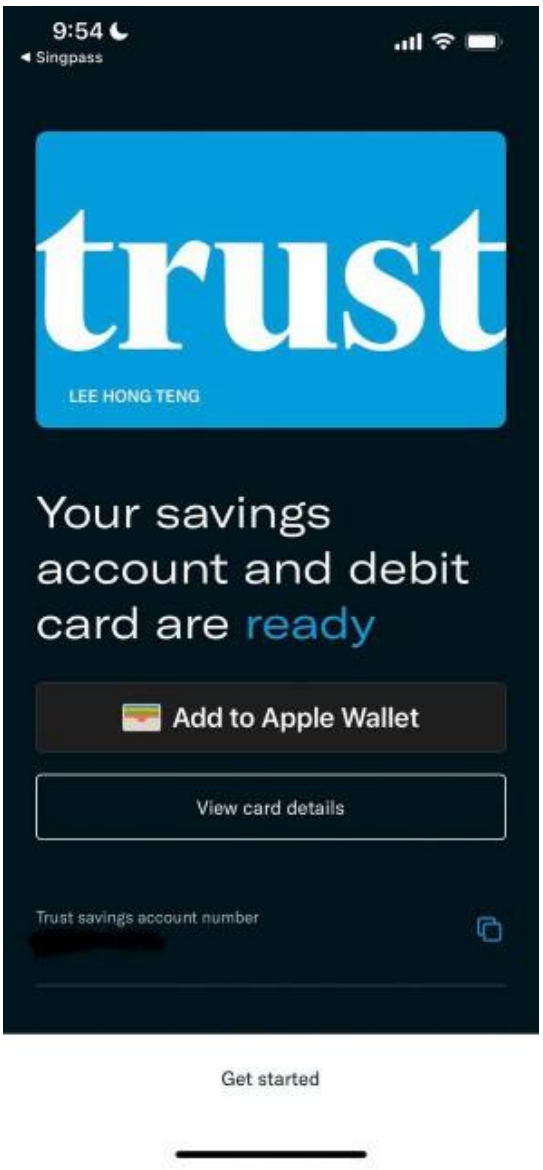 9:54
Singpass
trust
LEE HONG TENG
Your savings
account and debit
card are ready
Add to Apple Wallet
View card details
Trust savings account number
Get started